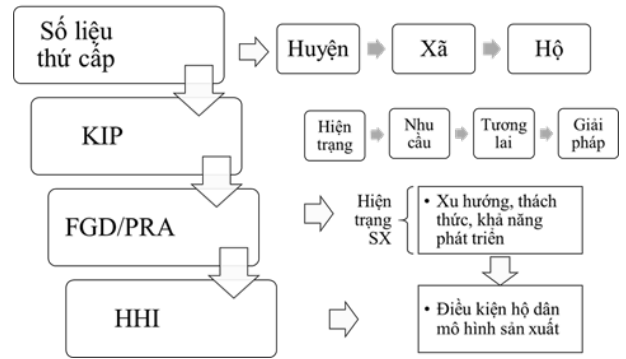 Số liệu
thứ cấp
Huyện
Xã
Hộ
KIP
Hiện
trạng
Nhu
cầu
Tương
lai
Giải
pháp
FGD/PRA
Hiện
trạng
SX
• Xu hướng, thách
thức, khả năng
phát triển
HHI
• Điều kiện hộ dân
mô hình sản xuất